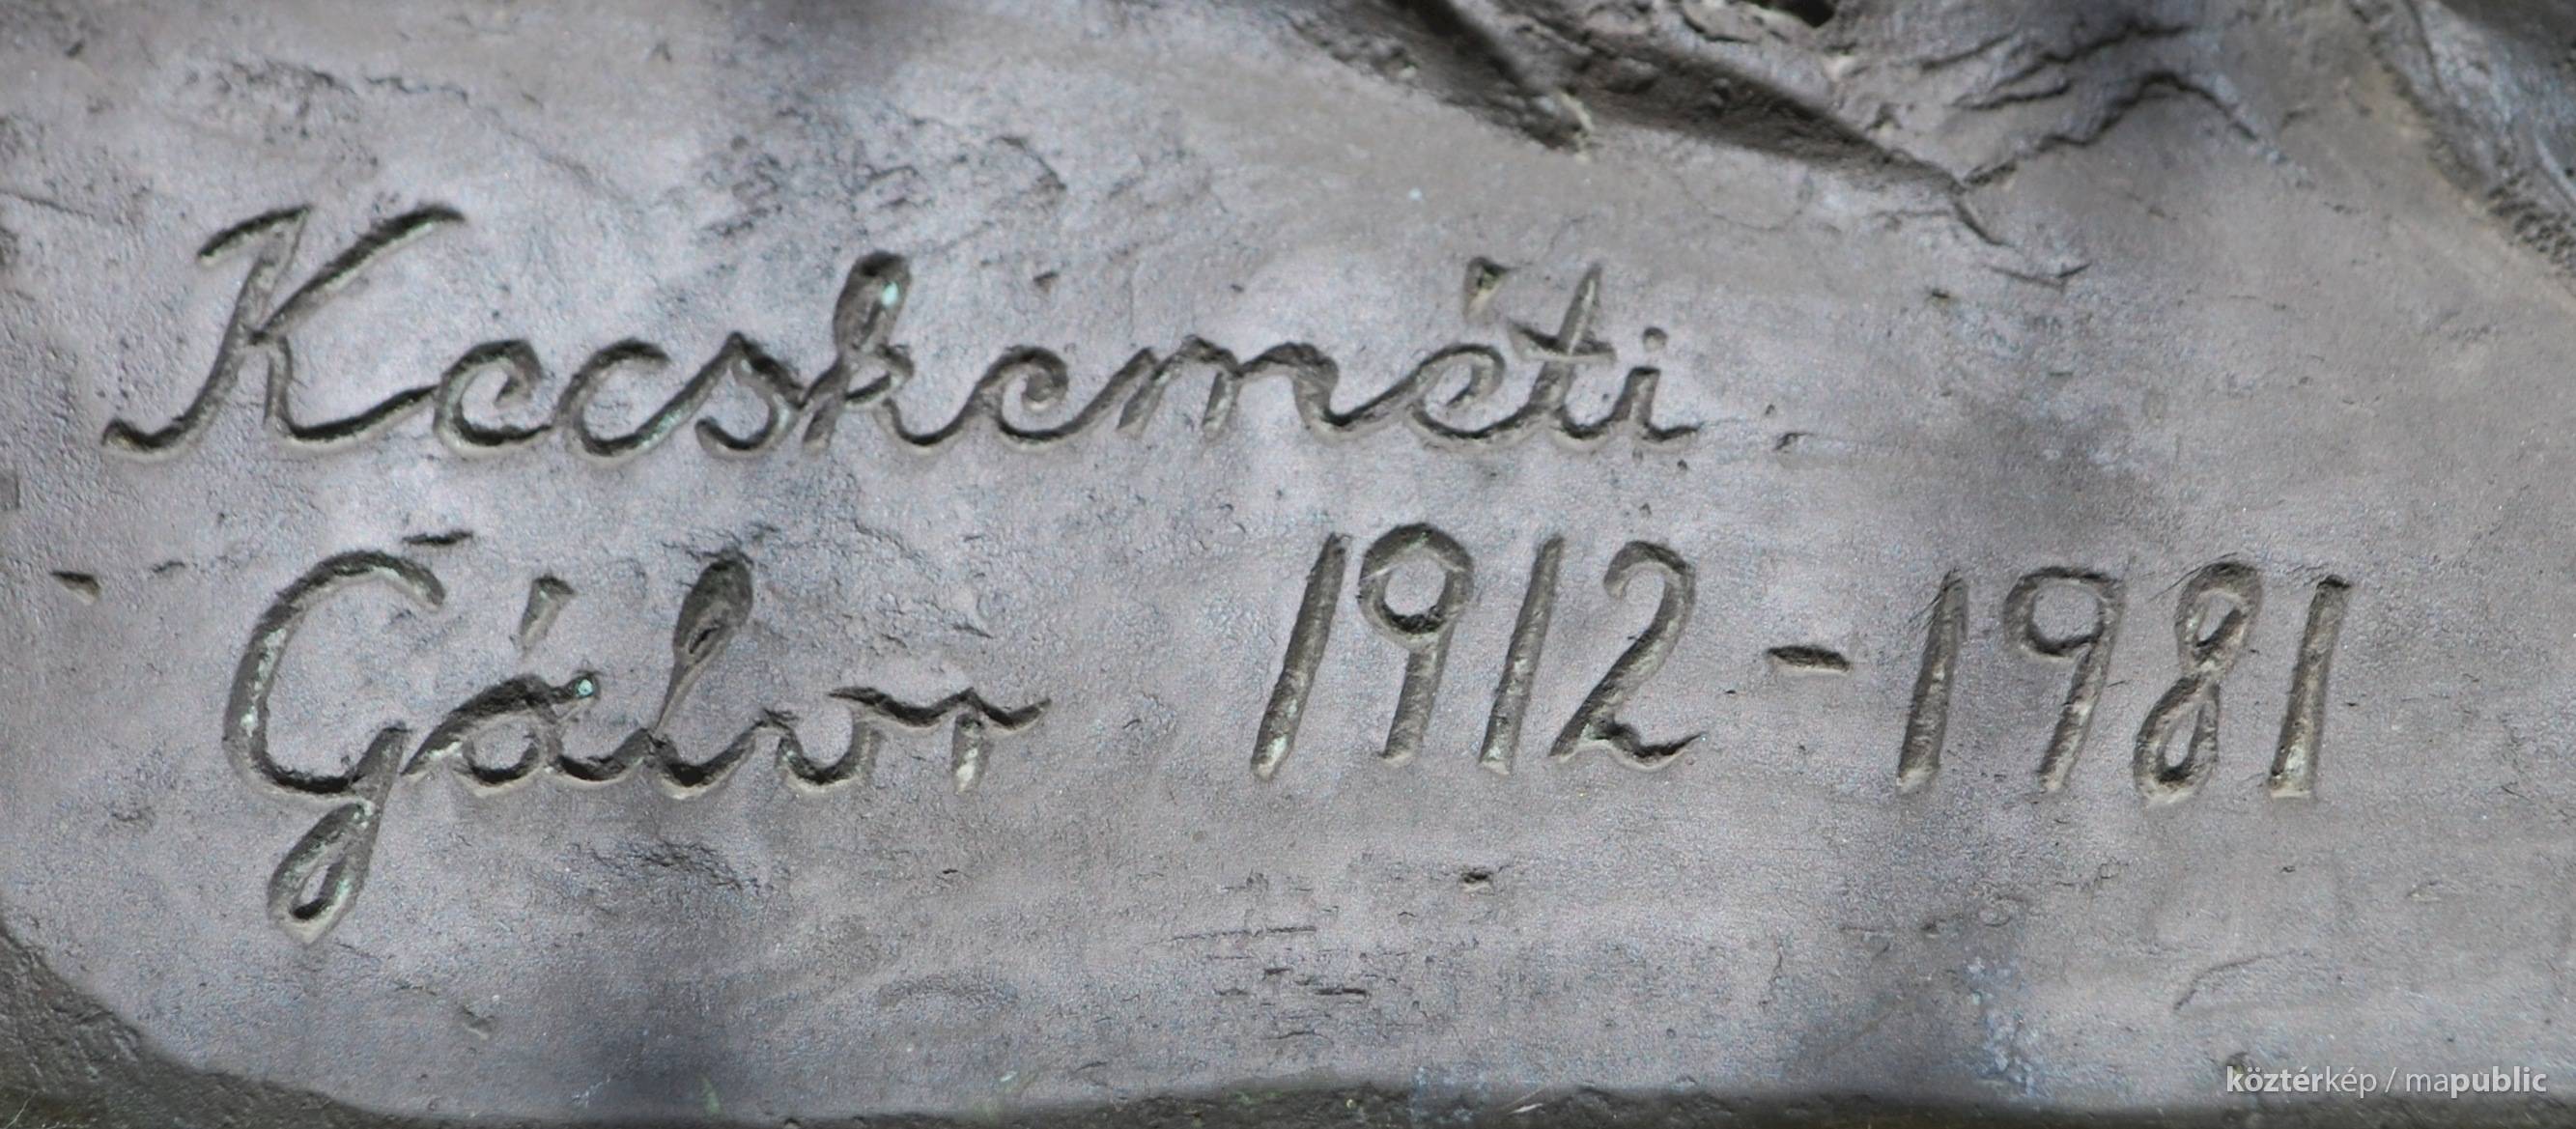 Kecskeméti
Gábor 1912-1981
köztérkép / mapublic